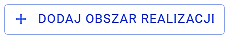 + DODAJ OBSZAR REALIZACJI